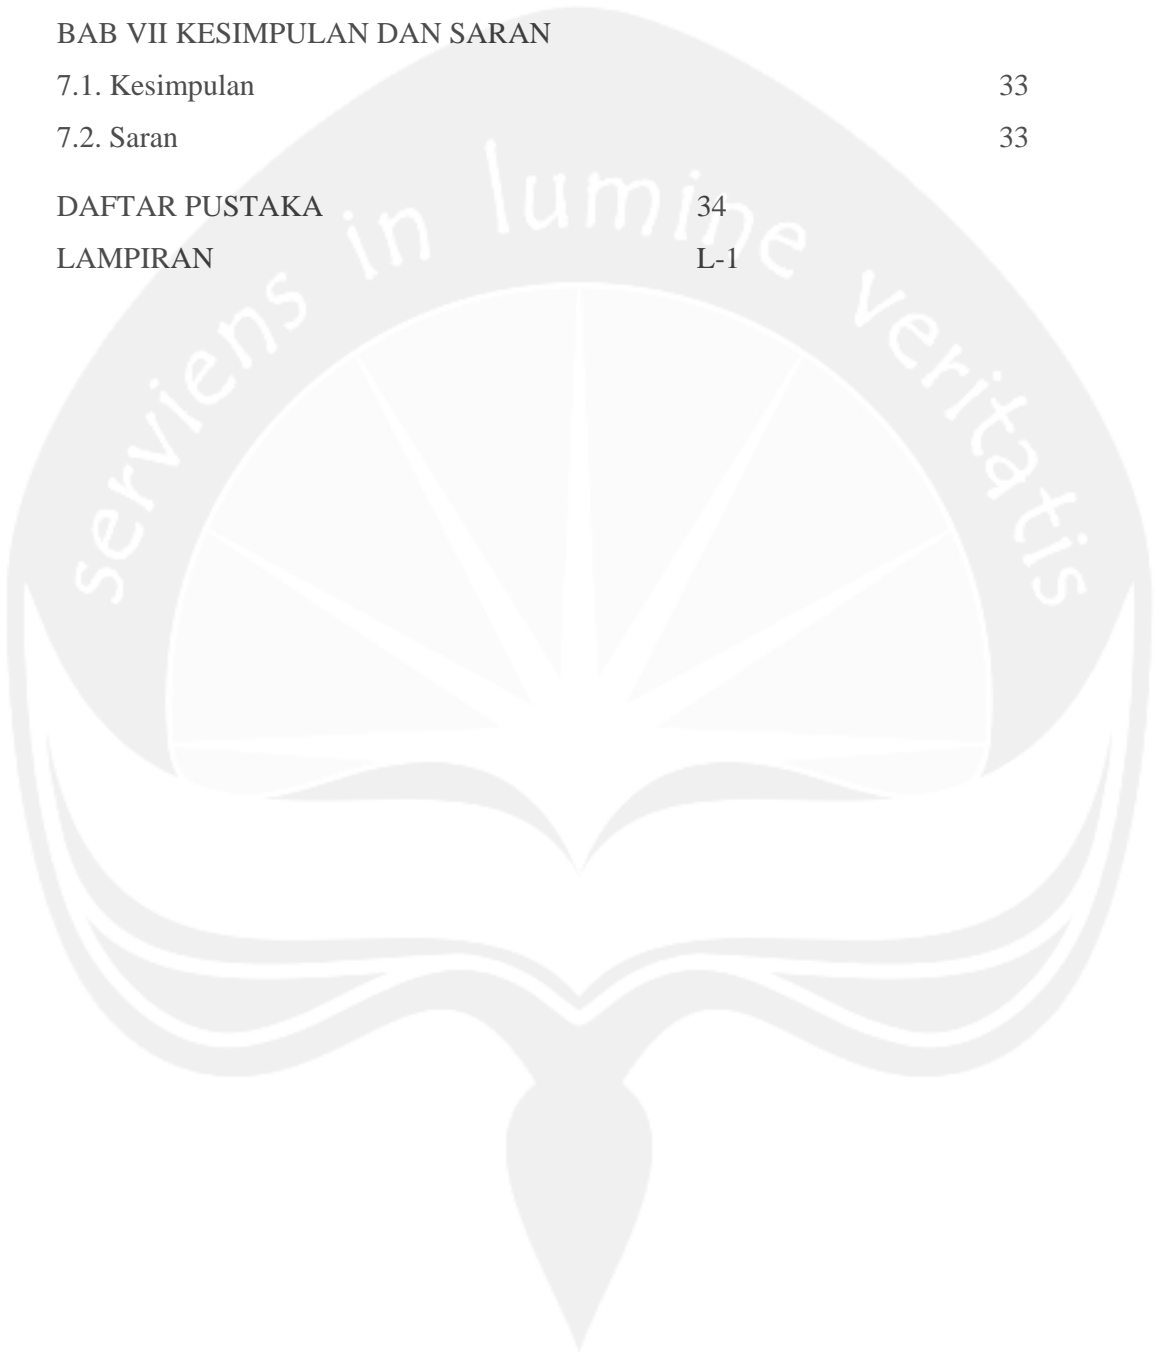 BAB VII KESIMPULAN DAN SARAN
7.1. Kesimpulan 33
7.2. Saran 33
DAFTAR PUSTAKA 34
LAMPIRAN L-1
serviens in lumine veritatis